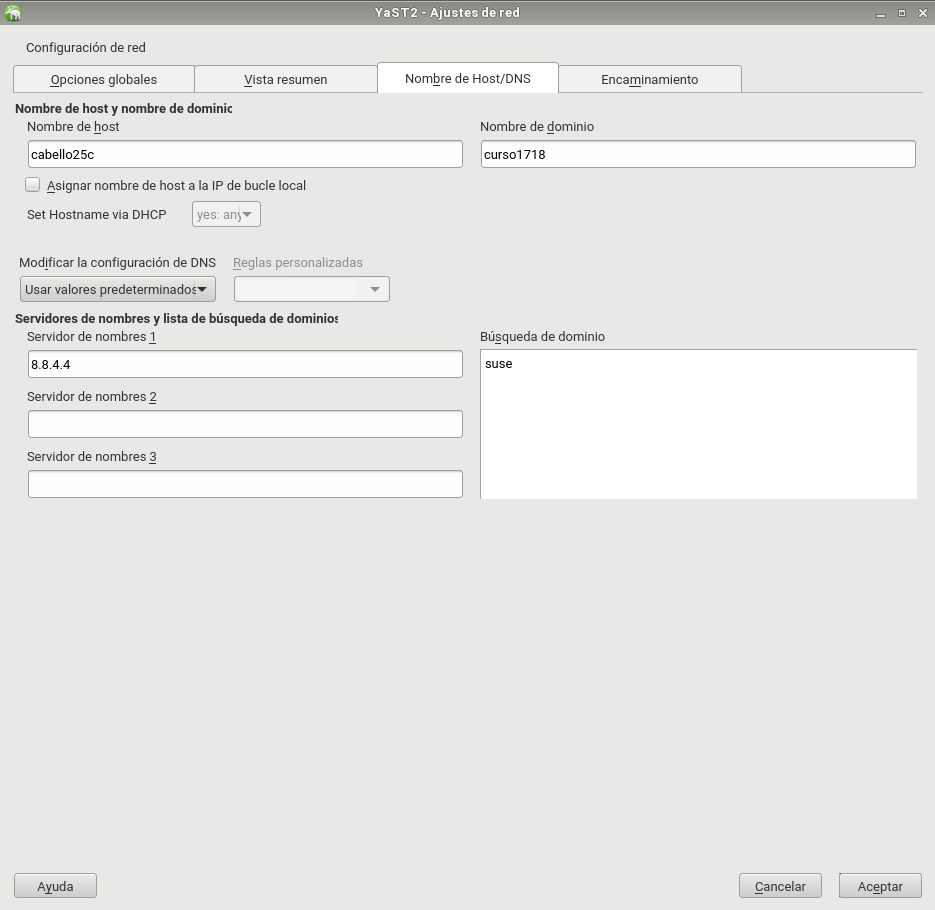 YaST2 - Ajustes de red
Configuración de red
Opciones globales
Vista resumen
Nombre de Host/DNS
Encaminamiento
Nombre de host y nombre de dominic
Nombre de host
Nombre de dominio
cabello25c
curso1718
Asignar nombre de host a la IP de bucle local
Set Hostname via DHCP
yes: any
Modificar la configuración de DNS
Reglas personalizadas
Usar valores predeterminados
Servidores de nombres y lista de búsqueda de dominios
Servidor de nombres 1
Búsqueda de dominio
8.8.4.4
suse
Servidor de nombres 2
Servidor de nombres 3
Ayuda
Cancelar
Aceptar